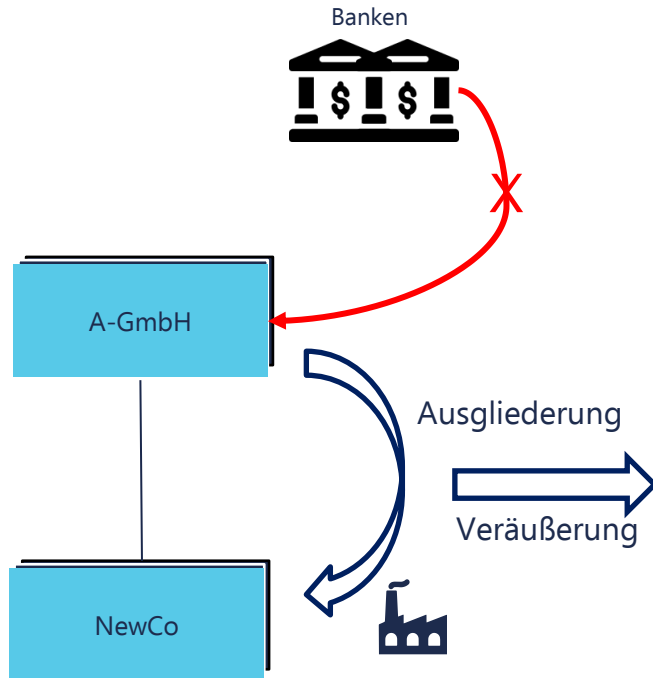 Banken
$ $
X
A-GmbH
Ausgliederung
Veräußerung
NewCo